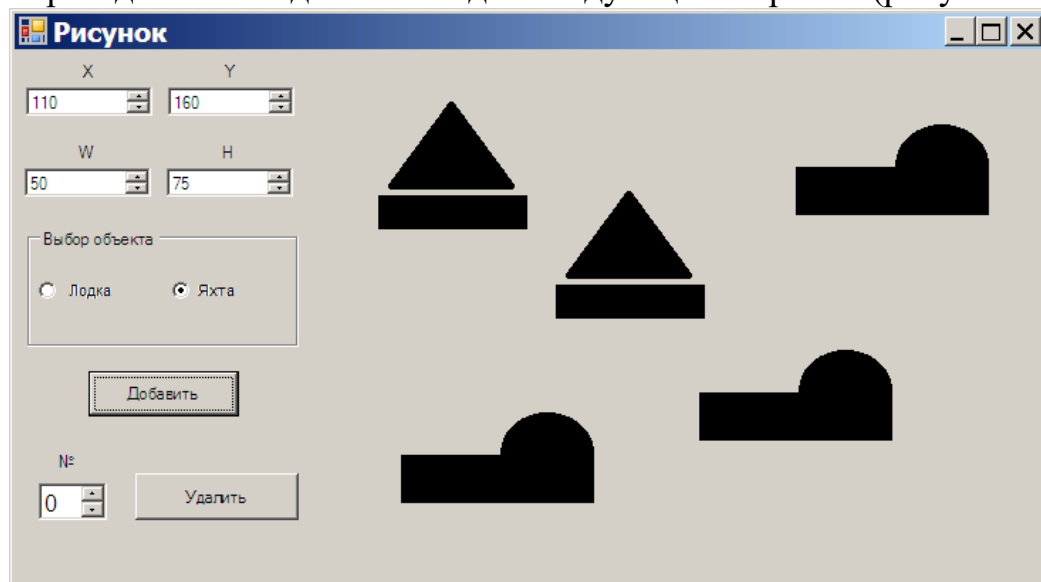 Рисунок
X Y
110 160
W H
50 75
Выбор объекта
Лодка Яхта
Добавить
№
0 Удалить